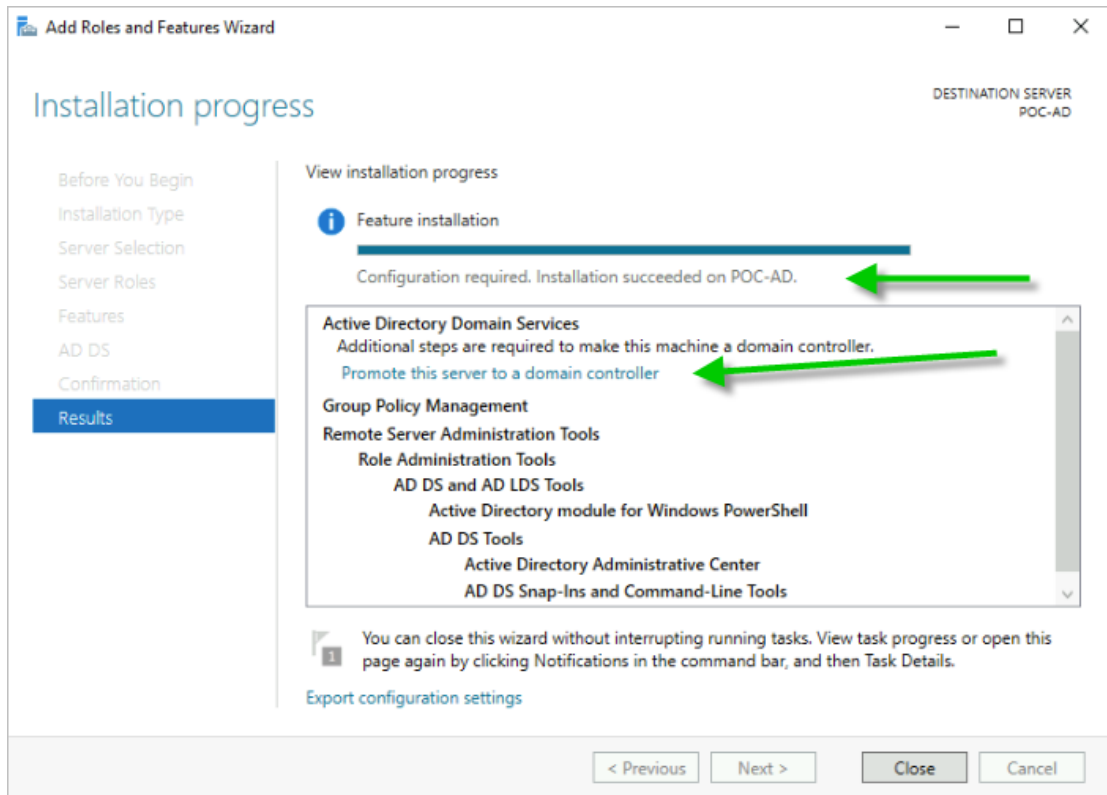 Add Roles and Features Wizard
Installation progress
DESTINATION SERVER
POC-AD
Before You Begin
Installation Type
Server Selection
Server Roles
Features
AD DS
Confirmation
Results
View installation progress
Feature installation
Configuration required. Installation succeeded on POC-AD.
Active Directory Domain Services
Additional steps are required to make this machine a domain controller.
Promote this server to a domain controller
Group Policy Management
Remote Server Administration Tools
Role Administration Tools
AD DS and AD LDS Tools
Active Directory module for Windows PowerShell
AD DS Tools
Active Directory Administrative Center
AD DS Snap-Ins and Command-Line Tools
1
You can close this wizard without interrupting running tasks. View task progress or open this
page again by clicking Notifications in the command bar, and then Task Details.
Export configuration settings
< Previous
Next >
Close
Cancel